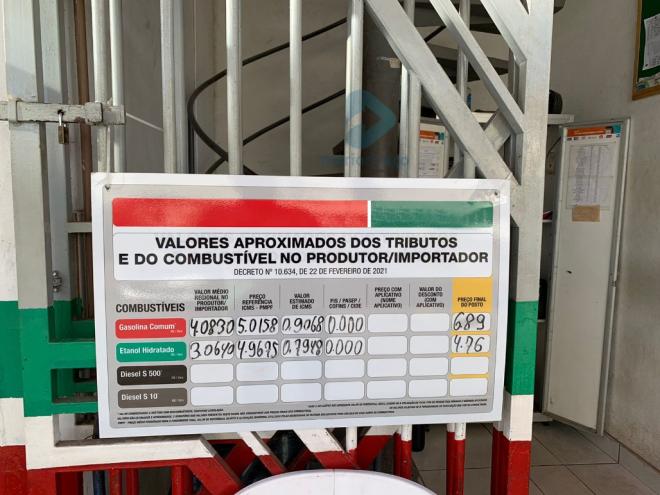 VALORES APROXIMADOS DOS TRIBUTOS
E DO COMBUSTÍVEL NO PRODUTOR/IMPORTADOR
DECRETO Nº 10.634, DE 22 DE FEVEREIRO DE 2021
COMBUSTÍVEIS
VALOR MÉDIO
REGIONAL NO
PRODUTOR/
IMPORTADOR
PREÇO
REFERÊNCIA
ICMS - PMPF
VALOR
ESTIMADO
DE ICMS
PIS / PASEP
COFINS / CIDE
PREÇO COM
APLICATIVO
(NOME
APLICATIVO)
VALOR DO
DESCONTO
(COM
APLICATIVO)
PREÇO FINAL
DO POSTO
Gasolina Comum 4.0830 5.0158 0.9068 0.000 6.89
Etanol Hidratado 3.0640 4.9675 0.7948 0.000 4.76
Diesel S 500
Diesel S 10